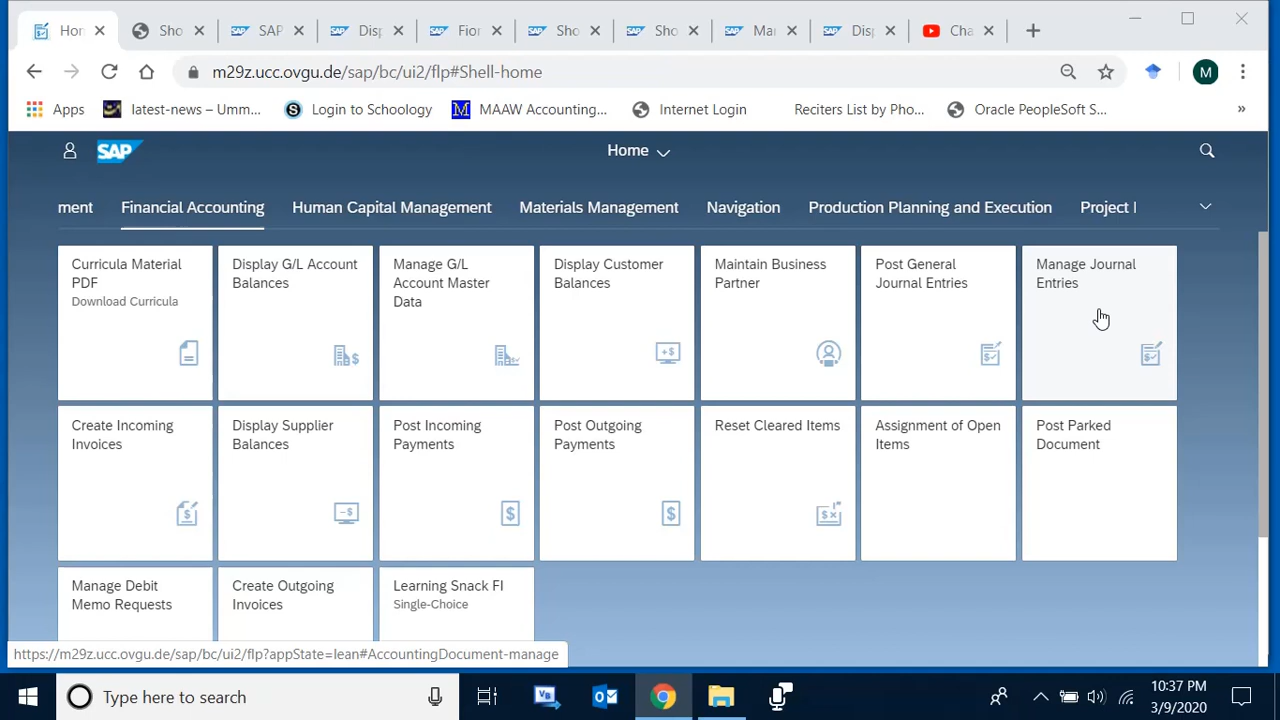 Hor
Sho
SAP
Disp
Fior
Sho
Sho
Mar
Disp
Cha
m29z.ucc.ovgu.de/sap/bc/ui2/flp#Shell-home
M
Apps
latest-news – Umm...
S
Login to Schoology
M
MAAW Accounting...
Internet Login
Reciters List by Pho...
Oracle PeopleSoft S...
»
SAP
Home
ment
Financial Accounting
Human Capital Management
Materials Management
Navigation
Production Planning and Execution
Project
Curricula Material
PDF
Download Curricula
Display G/L Account
Balances
Manage G/L
Account Master
Data
Display Customer
Balances
Maintain Business
Partner
Post General
Journal Entries
Manage Journal
Entries
Create Incoming
Invoices
Display Supplier
Balances
Post Incoming
Payments
Post Outgoing
Payments
Reset Cleared Items
Assignment of Open
Items
Post Parked
Document
Manage Debit
Memo Requests
Create Outgoing
Invoices
Learning Snack FI
Single-Choice
https://m29z.ucc.ovgu.de/sap/bc/ui2/flp?appState=lean#AccountingDocument-manage
Type here to search
10:37 PM
3/9/2020